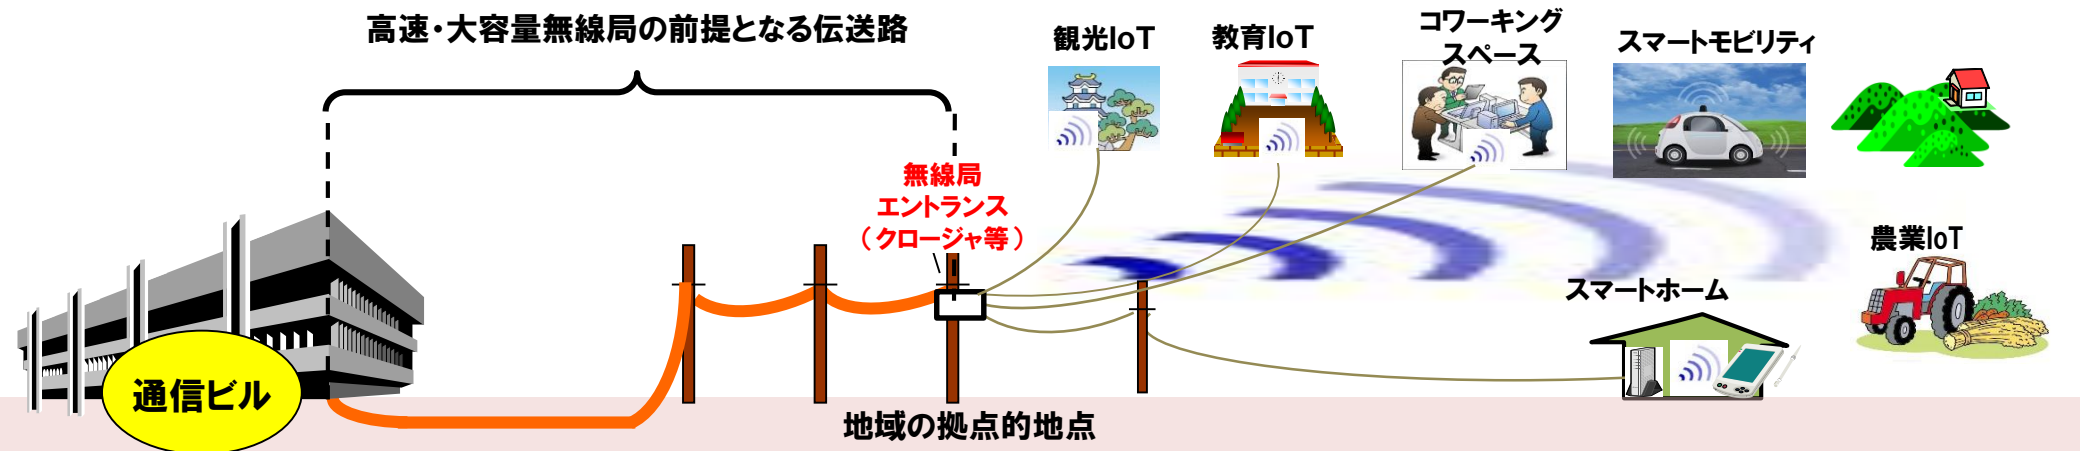 高速・大容量無線局の前提となる伝送路
観光IoT
教育IoT
コワーキング
スペース
スマートモビリティ
無線局
エントランス
（クロージャ等）
農業IoT
スマートホーム
通信ビル
地域の拠点的地点